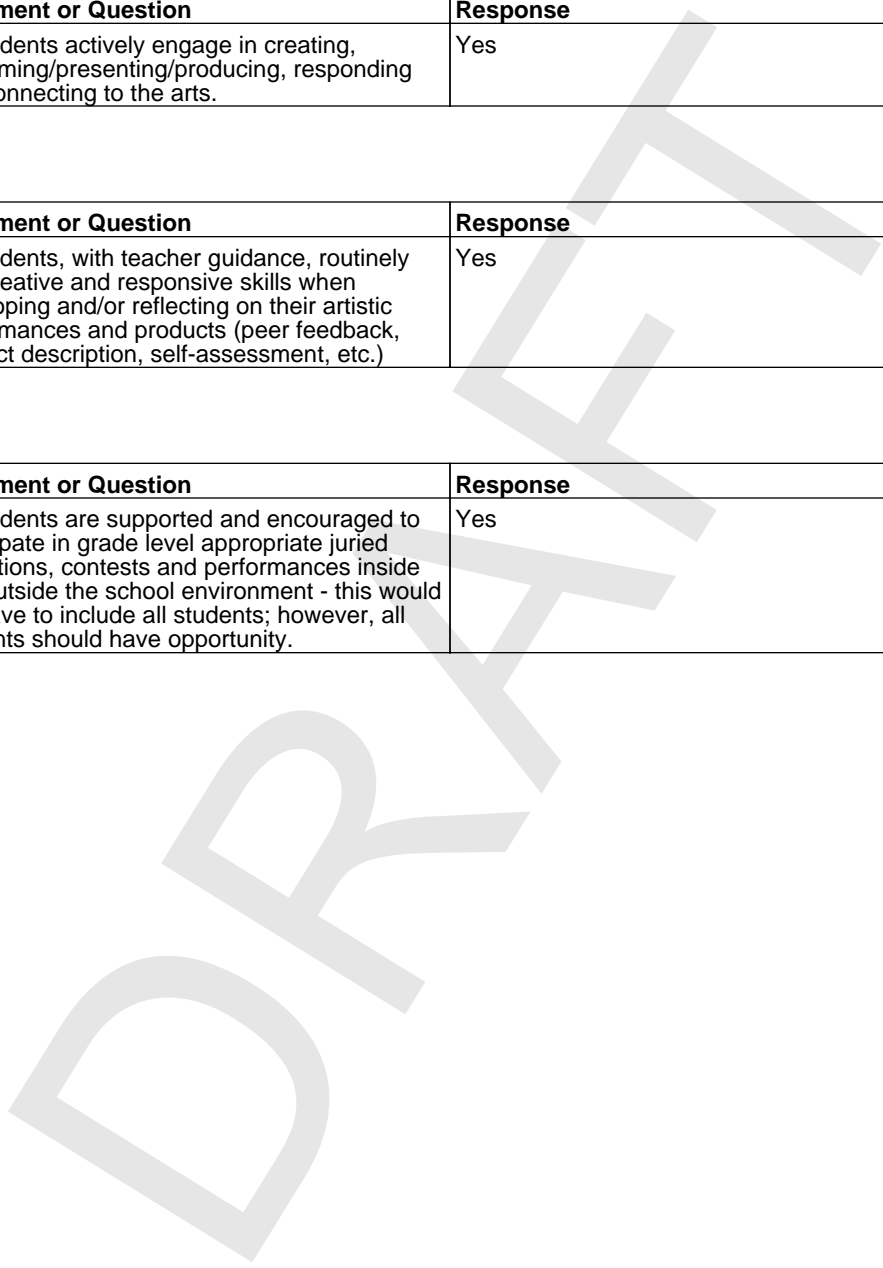 ment or Question Response
dents actively engage in creating, Yes
ming/presenting/producing, responding
onnecting to the arts.
ment or Question Response
dents, with teacher guidance, routinely Yes
eative and responsive skills when
oping and/or reflecting on their artistic
mances and products (peer feedback,
ct description, self-assessment, etc.)
ment or Question Response
dents are supported and encouraged to Yes
pate in grade level appropriate juried
tions, contests and performances inside
utside the school environment - this would
ve to include all students; however, all
nts should have opportunity.
DRAFT